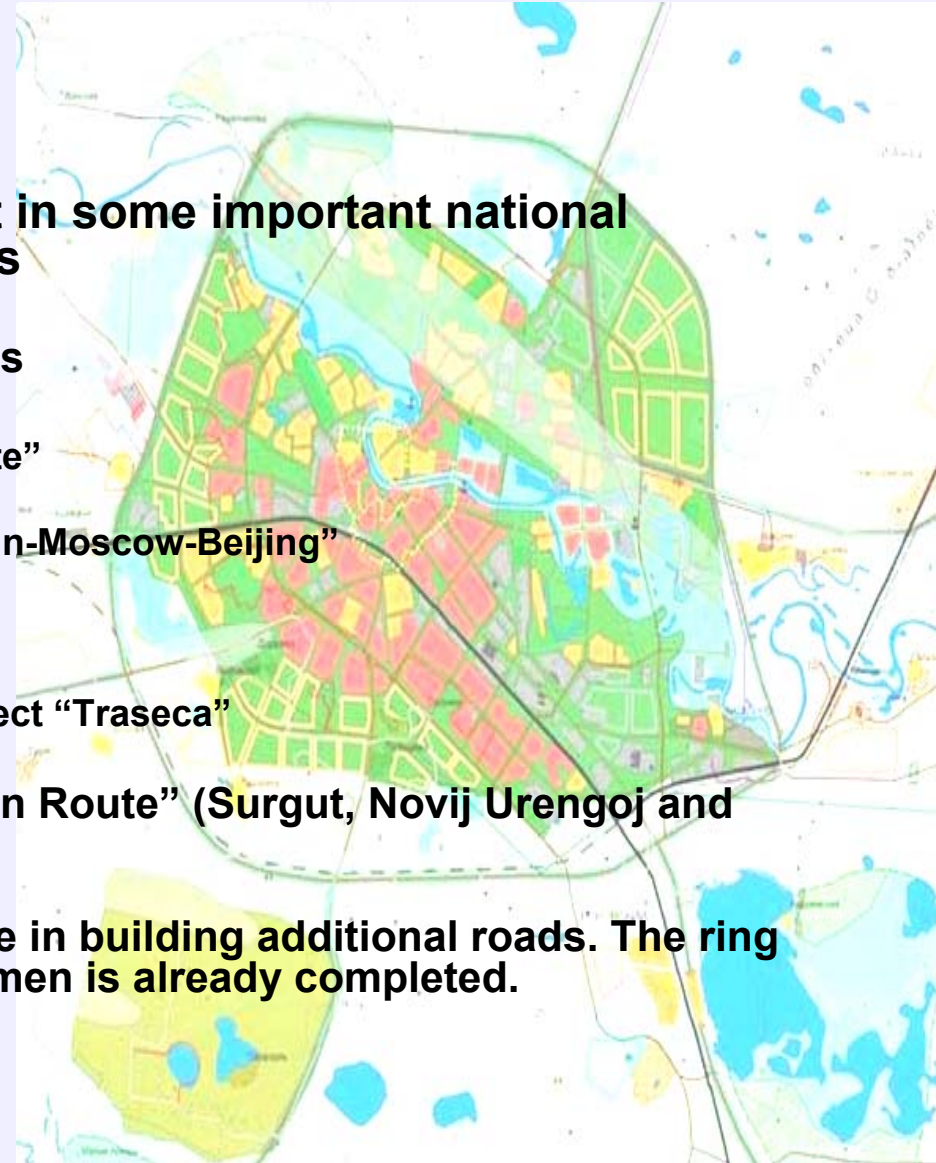 t in some important national
s
s
te”
n-Moscow-Beijing”
ect “Traseca”
n Route” (Surgut, Novij Urengoj and
e in building additional roads. The ring
men is already completed.